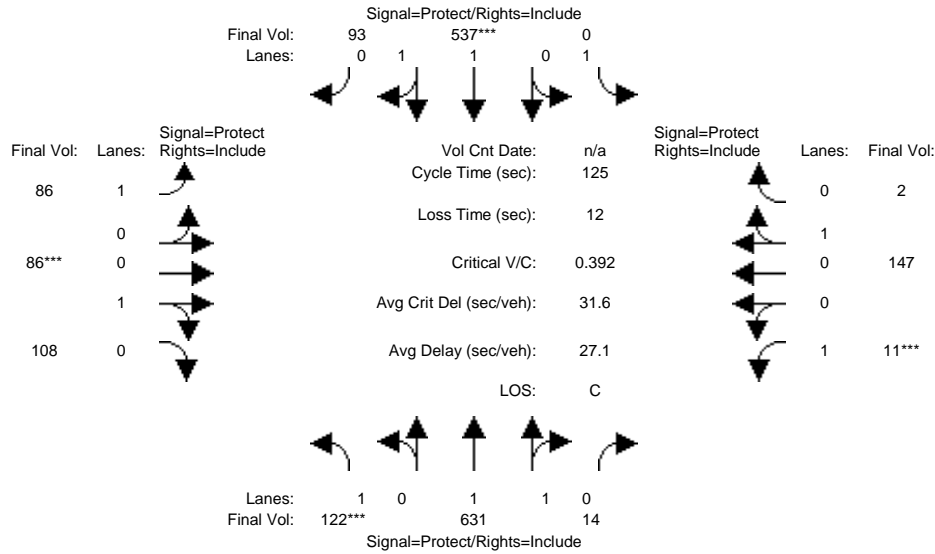 Signal=Protect/Rights=Include
Final Vol: 93 537*** 0
Lanes: 0 1 1 0 1
Signal=Protect Signal=Protect
Final Vol: Lanes: Rights=Include Vol Cnt Date: n/a Rights=Include Lanes: Final Vol:
Cycle Time (sec): 125
86 1 0 2
Loss Time (sec): 12
0 1
86*** 0 Critical V/C: 0.392 0 147
1 Avg Crit Del (sec/veh): 31.6 0
108 0 Avg Delay (sec/veh): 27.1 1 11***
LOS: C
Lanes: 1 0 1 1 0
Final Vol: 122*** 631 14
Signal=Protect/Rights=Include